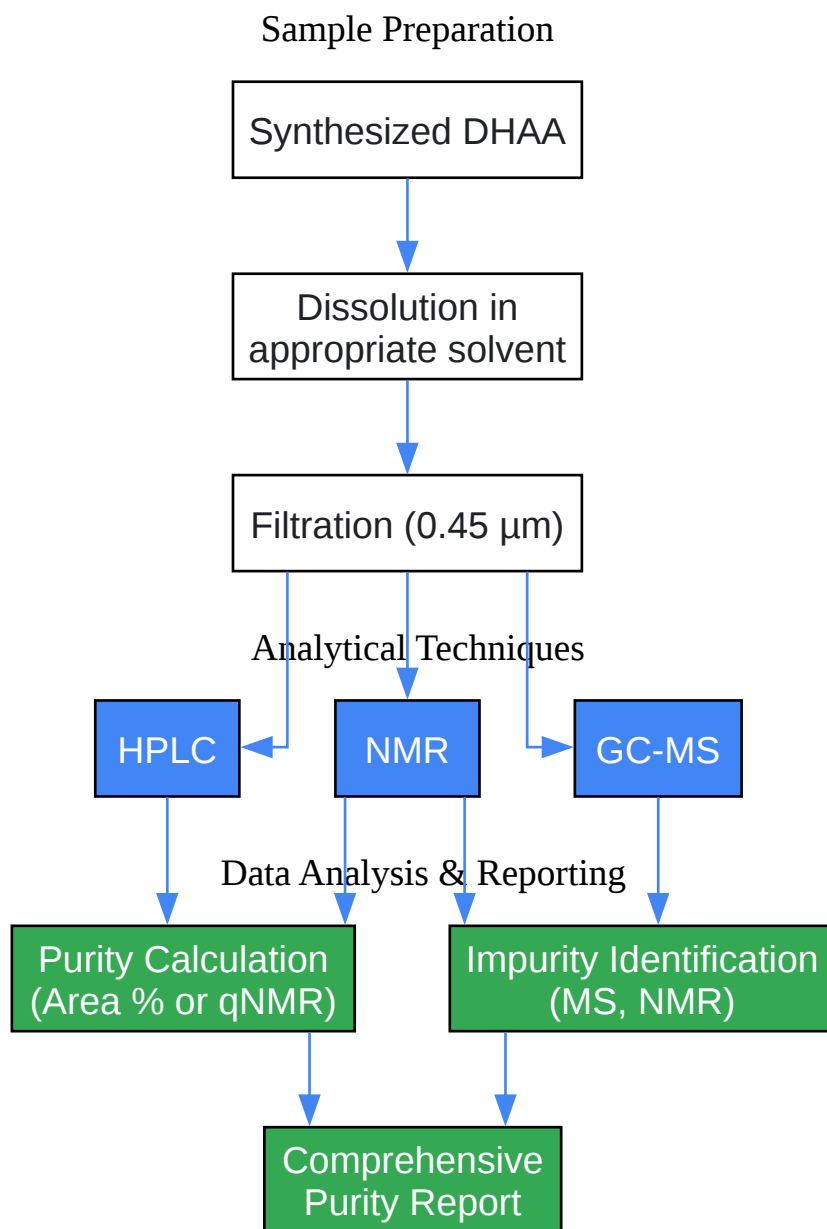 Sample Preparation
Synthesized DHAA
Dissolution in
appropriate solvent
Filtration (0.45 µm)
Analytical Techniques
HPLC
NMR
GC-MS
Data Analysis & Reporting
Purity Calculation
(Area % or qNMR)
Impurity Identification
(MS, NMR)
Comprehensive
Purity Report